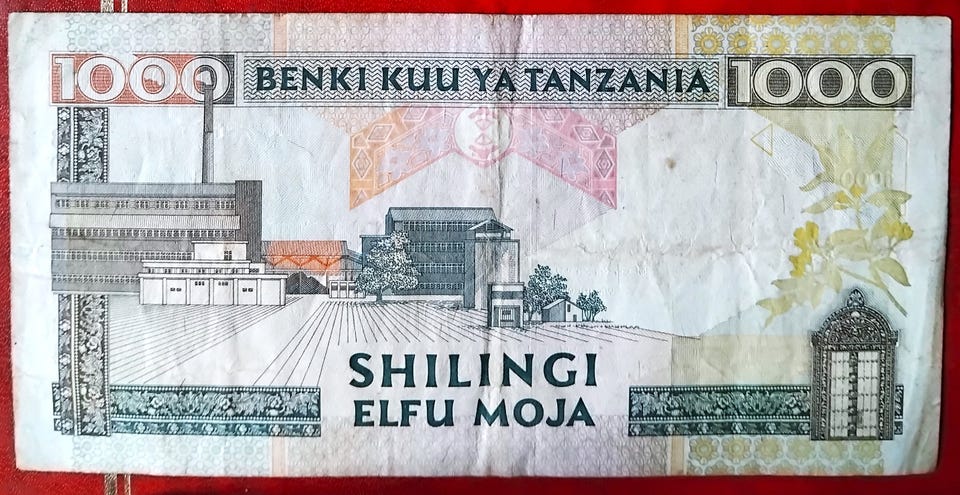 1000 BENKI KUU YA TANZANIA 1000
SHILINGI
ELFU MOJA